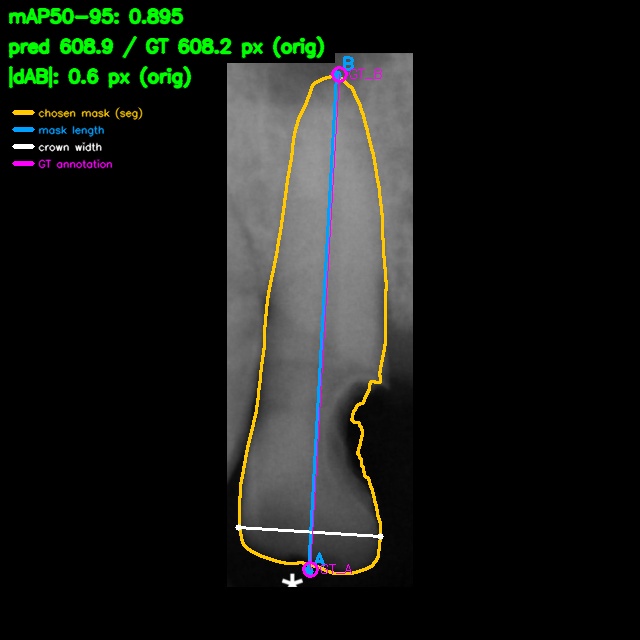 mAP50-95: 0.895
pred 608.9 / GT 608.2 px (orig)
|dAB|: 0.6 px (orig)
chosen mask (seg)
mask length
crown width
GT annotation
B
GT_B
A
GT_A